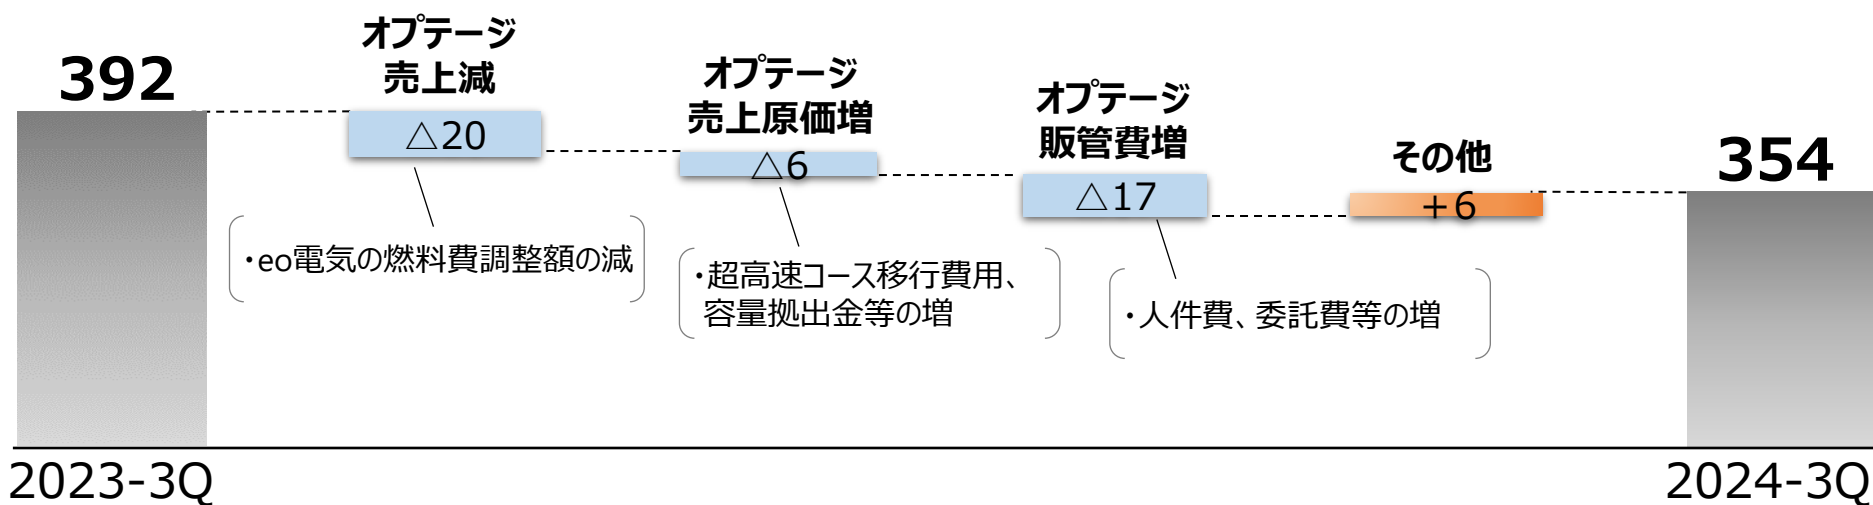 392
オプテージ
売上減
△20
・eo電気の燃料費調整額の減
オプテージ
売上原価増
△6
・超高速コース移行費用、
容量拠出金等の増
オプテージ
販管費増
△17
・人件費、委託費等の増
その他
+6
354
2023-3Q
2024-3Q